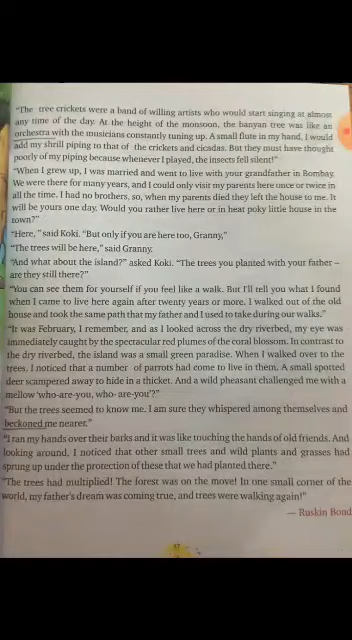 "The tree crickets were a band of willing artists who would start singing at almost
any time of the day. At the height of the monsoon, the banyan tree was like an
orchestra with the musicians constantly tuning up. A small flute in my hand, I would
add my shrill piping to that of the crickets and cicadas. But they must have thought
poorly of my piping because whenever I played, the insects fell silent!"
"When I grew up, I was married and went to live with your grandfather in Bombay.
We were there for many years, and I could only visit my parents here once or twice in
all the time. I had no brothers, so, when my parents died they left the house to me. It
will be yours one day. Would you rather live here or in heat poky little house in the
town?"
"Here," said Koki. "But only if you are here too, Granny,"
"The trees will be here," said Granny.
"And what about the island?" asked Koki. "The trees you planted with your father –
are they still there?"
"You can see them for yourself if you feel like a walk. But I'll tell you what I found
when I came to live here again after twenty years or more. I walked out of the old
house and took the same path that my father and I used to take during our walks."
"It was February, I remember, and as I looked across the dry riverbed, my eye was
immediately caught by the spectacular red plumes of the coral blossom. In contrast to
the dry riverbed, the island was a small green paradise. When I walked over to the
trees, I noticed that a number of parrots had come to live in them. A small spotted
deer scampered away to hide in a thicket. And a wild pheasant challenged me with a
mellow 'who-are-you, who- are-you'?"
"But the trees seemed to know me. I am sure they whispered among themselves and
beckoned me nearer."
"I ran my hands over their barks and it was like touching the hands of old friends. And
looking around, I noticed that other small trees and wild plants and grasses had
sprung up under the protection of these that we had planted there."
"The trees had multiplied! The forest was on the move! In one small corner of the
world, my father's dream was coming true, and trees were walking again!"
— Ruskin Bond